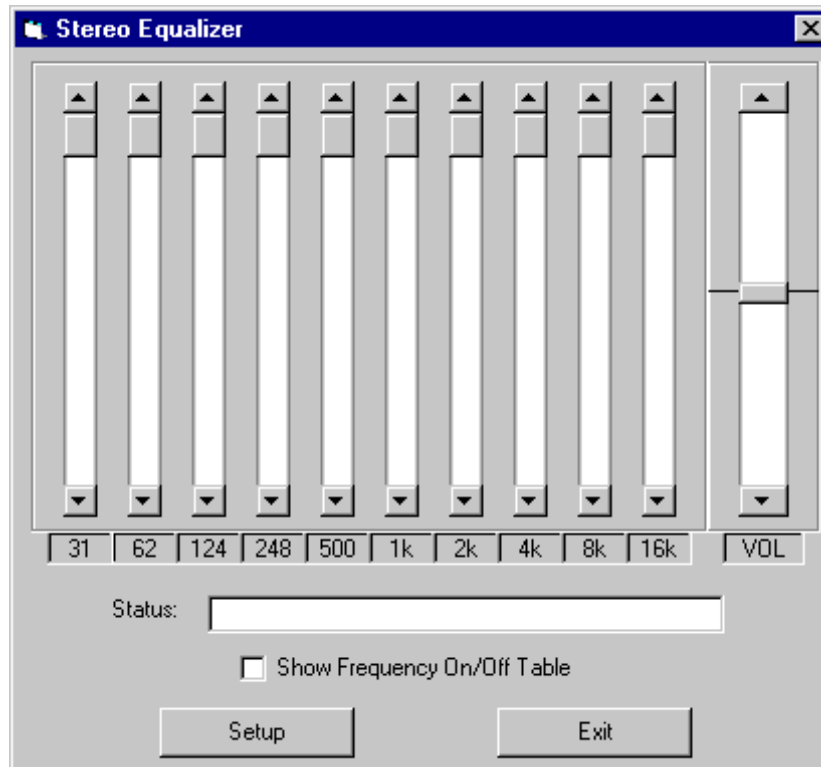 Stereo Equalizer
31 62 124 248 500 1k 2k 4k 8k 16k VOL
Status:
Show Frequency On/Off Table
Setup Exit